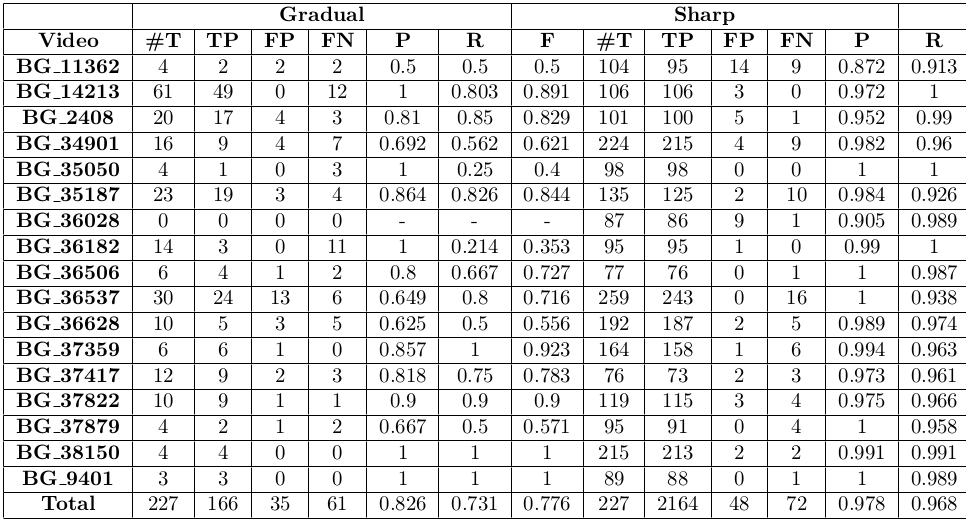 Gradual Sharp
Video #T TP FP FN P R F #T TP FP FN P R
BG_11362 4 2 2 2 0.5 0.5 0.5 104 95 14 9 0.872 0.913
BG_14213 61 49 0 12 1 0.803 0.891 106 106 3 0 0.972 1
BG_2408 20 17 4 3 0.81 0.85 0.829 101 100 5 1 0.952 0.99
BG_34901 16 9 4 7 0.692 0.562 0.621 224 215 4 9 0.982 0.96
BG_35050 4 1 0 3 1 0.25 0.4 98 98 0 0 1 1
BG_35187 23 19 3 4 0.864 0.826 0.844 135 125 2 10 0.984 0.926
BG_36028 0 0 0 0 - - - 87 86 9 1 0.905 0.989
BG_36182 14 3 0 11 1 0.214 0.353 95 95 1 0 0.99 1
BG_36506 6 4 1 2 0.8 0.667 0.727 77 76 0 1 1 0.987
BG_36537 30 24 13 6 0.649 0.8 0.716 259 243 0 16 1 0.938
BG_36628 10 5 3 5 0.625 0.5 0.556 192 187 2 5 0.989 0.974
BG_37359 6 6 1 0 0.857 1 0.923 164 158 1 6 0.994 0.963
BG_37417 12 9 2 3 0.818 0.75 0.783 76 73 2 3 0.973 0.961
BG_37822 10 9 1 1 0.9 0.9 0.9 119 115 3 4 0.975 0.966
BG_37879 4 2 1 2 0.667 0.5 0.571 95 91 0 4 1 0.958
BG_38150 4 4 0 0 1 1 1 215 213 2 2 0.991 0.991
BG_9401 3 3 0 0 1 1 1 89 88 0 1 1 0.989
Total 227 166 35 61 0.826 0.731 0.776 227 2164 48 72 0.978 0.968